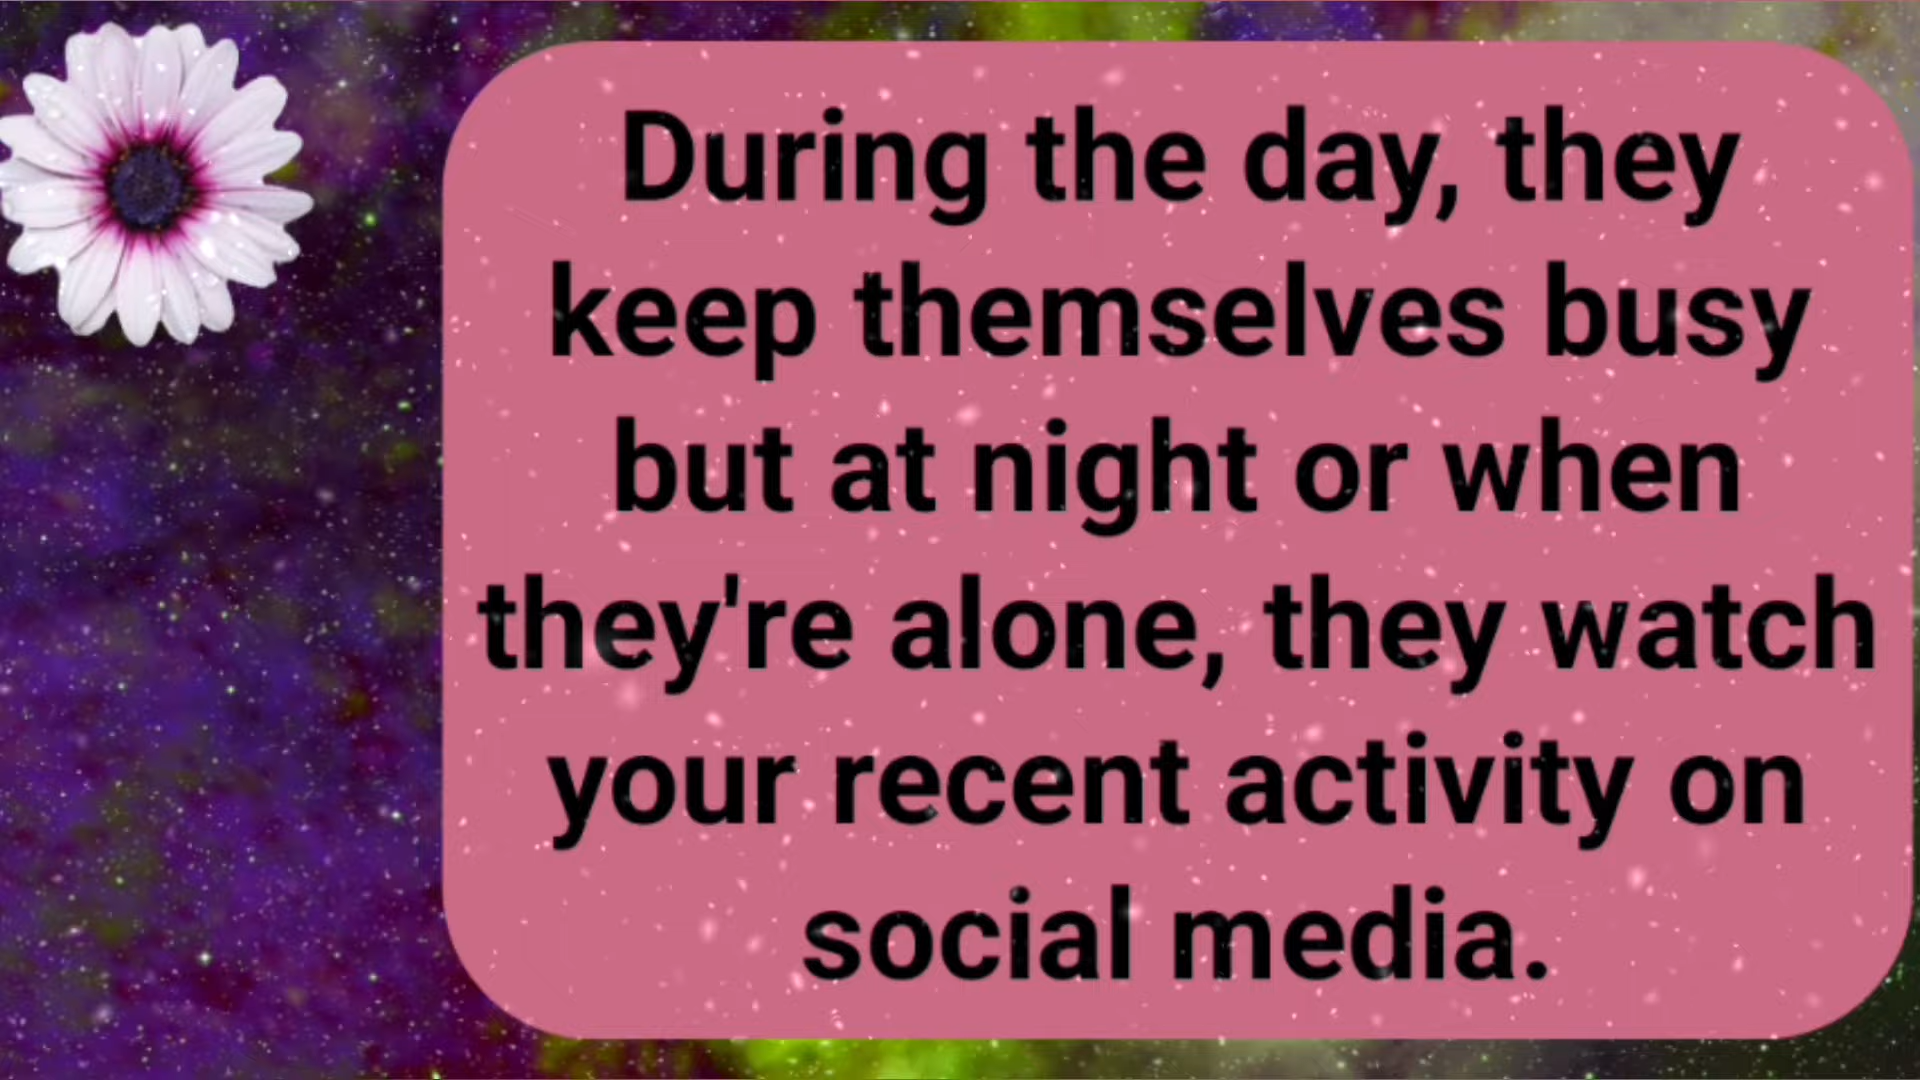 During the day, they
keep themselves busy
but at night or when
they're alone, they watch
your recent activity on
social media.